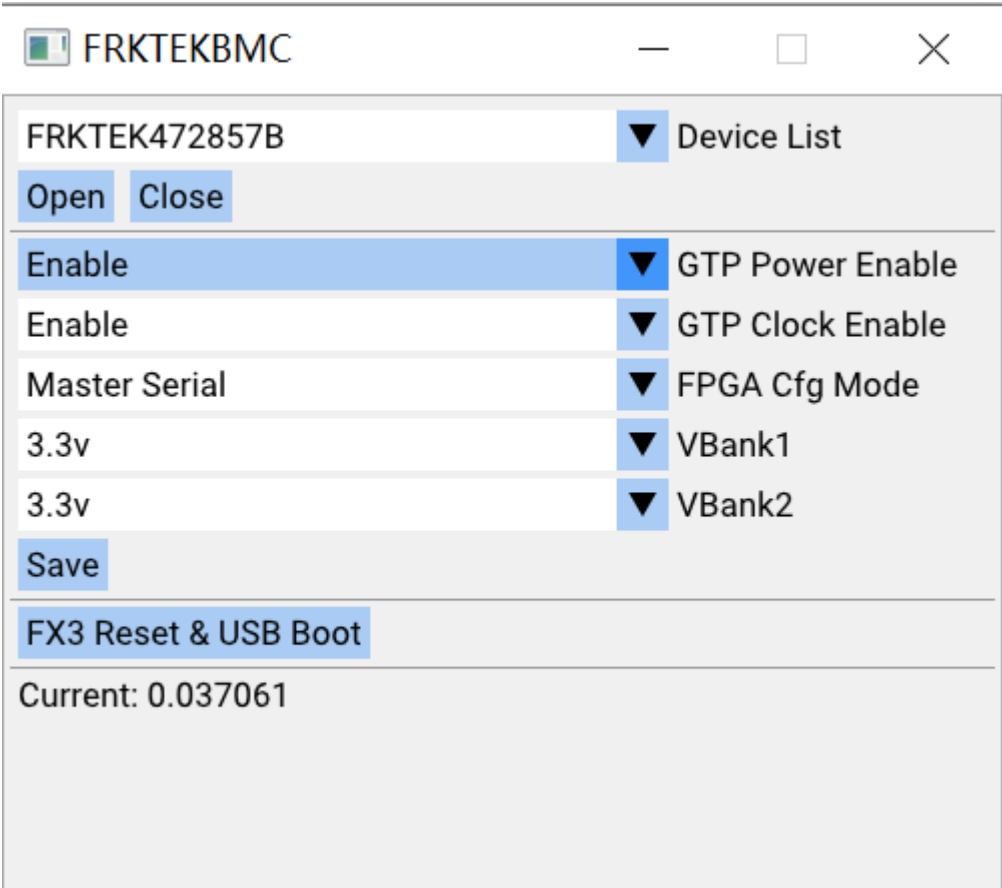 FRKTEKBMC
FRKTEK472857B Device List
Open Close
Enable GTP Power Enable
Enable GTP Clock Enable
Master Serial FPGA Cfg Mode
3.3v VBank1
3.3v VBank2
Save
FX3 Reset & USB Boot
Current: 0.037061